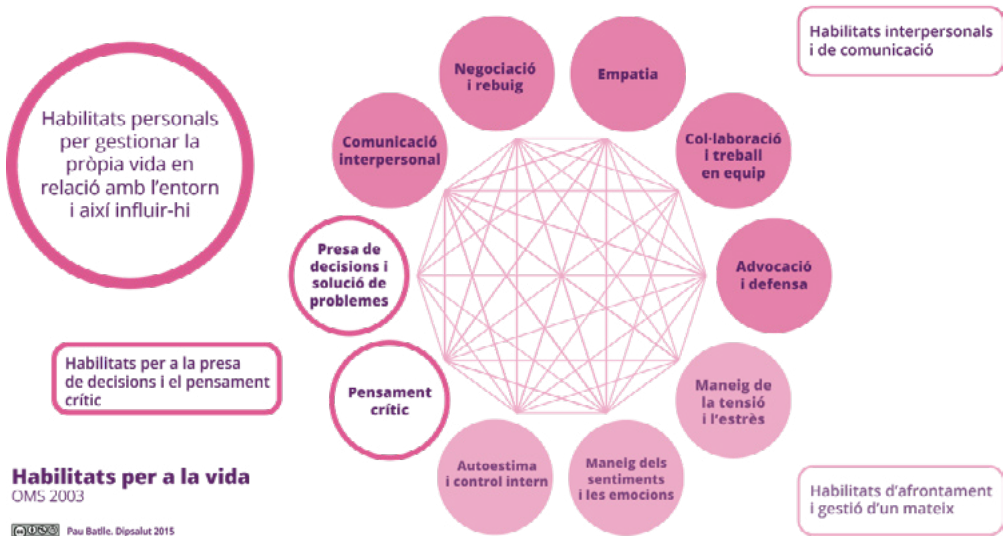 Habilitats personals
per gestionar la
pròpia vida en
relació amb l'entorn
i així influir-hi
Negociació
i rebuig
Empatia
Habilitats interpersonals
i de comunicació
Comunicació
interpersonal
Col·laboració
i treball
en equip
Presa de
decisions i
solució de
problemes
Advocació
i defensa
Habilitats per a la presa
de decisions i el pensament
crític
Pensament
crític
Maneig de
la tensió
i l'estrès
Autoestima
i control intern
Maneig dels
sentiments
i les emocions
Habilitats d'afrontament
i gestió d'un mateix
Habilitats per a la vida
OMS 2003
Pau Batlle. Dipsalut 2015